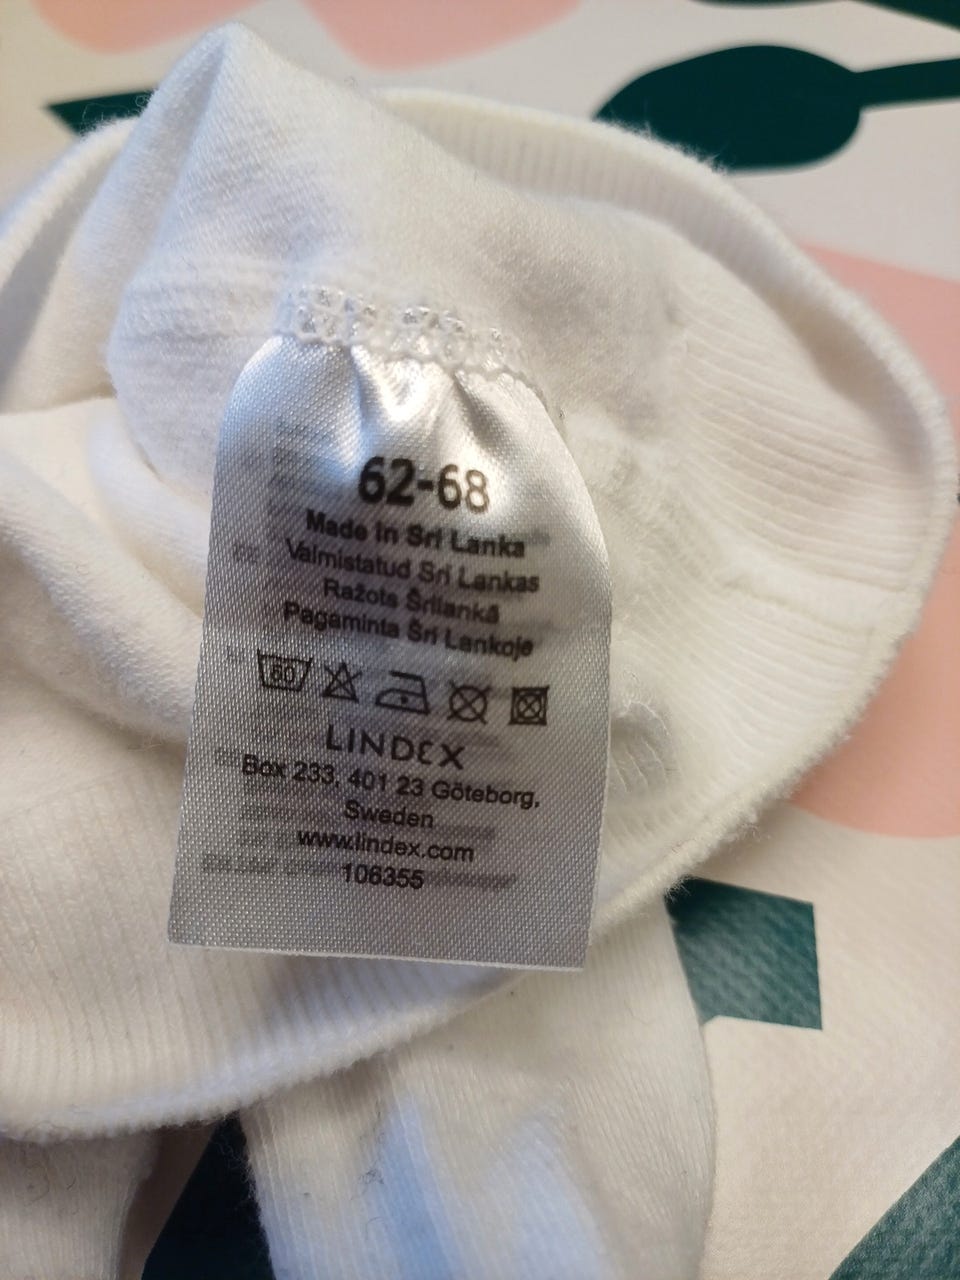 62-68
Made in Sri Lanka
Valmistatud Sri Lankas
Ražots Šrilankā
Pagaminta Šri Lankoje
60
LINDEX
Box 233, 401 23 Göteborg,
Sweden
www.lindex.com
106355